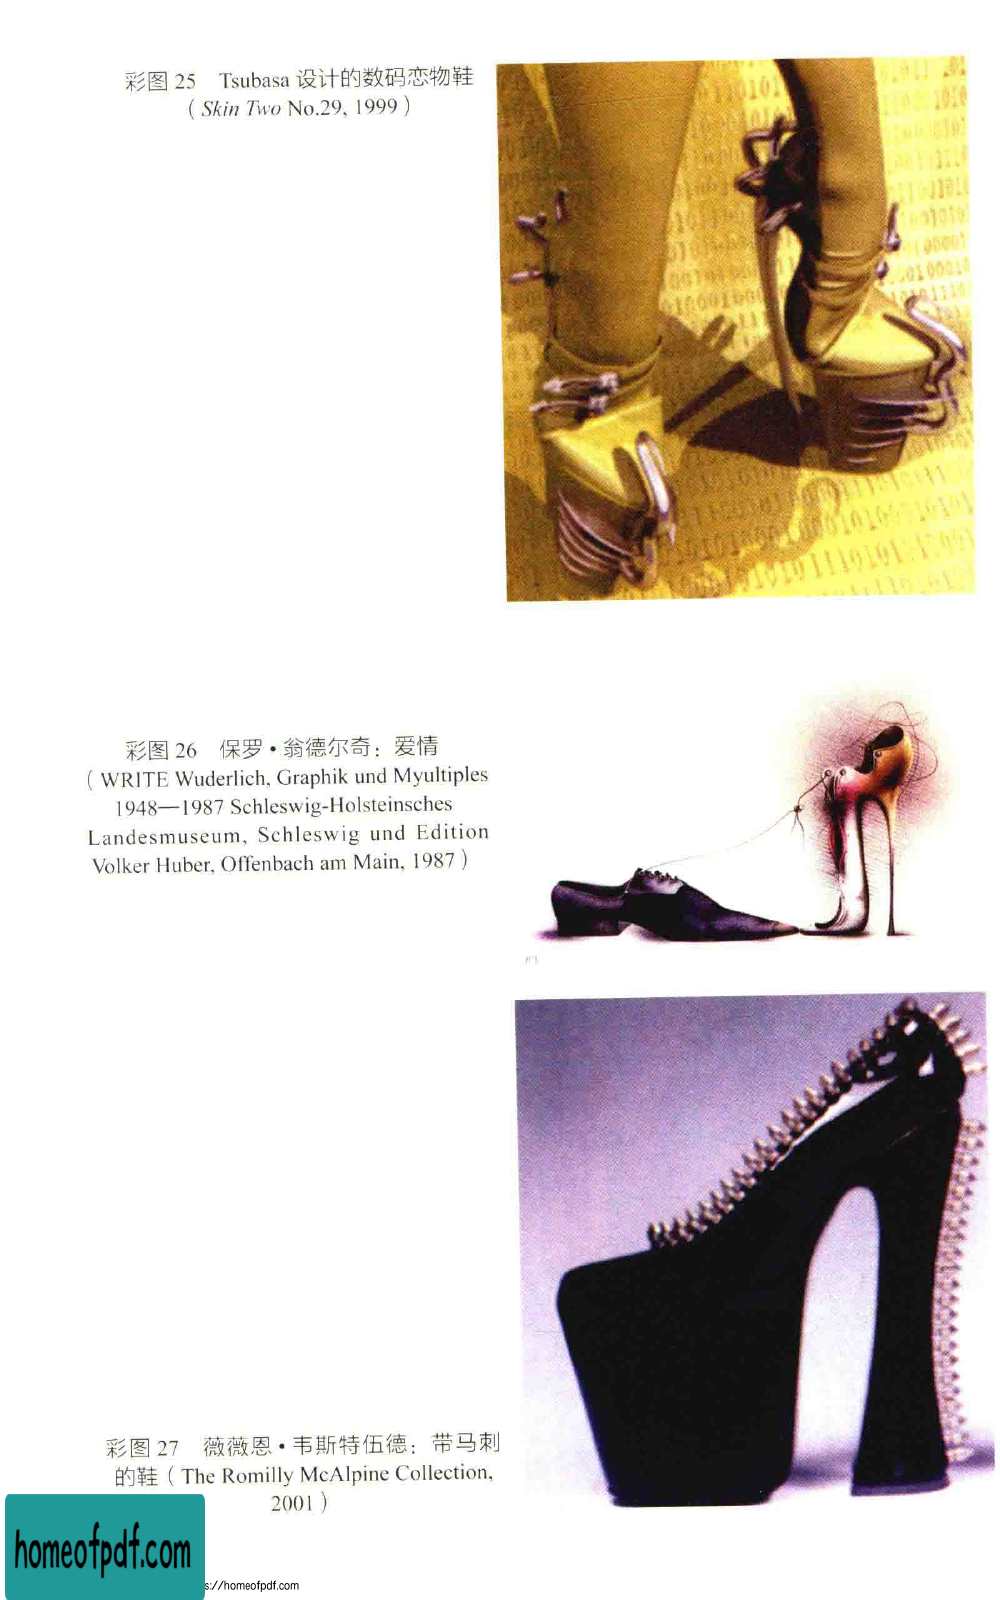 彩图 25 Tsubasa 设计的数码恋物鞋
（ Skin Two No.29, 1999 ）
彩图 26 保罗・翁德尔奇：爱情
（ WRITE Wuderlich, Graphik und Myultiples
1948—1987 Schleswig-Holsteinsches
Landesmuseum, Schleswig und Edition
Volker Huber, Offenbach am Main, 1987 ）
彩图 27 薇薇恩・韦斯特伍德：带马刺
的鞋（ The Romilly McAlpine Collection,
2001 ）
homeofpdf.com
s://homeofpdf.com